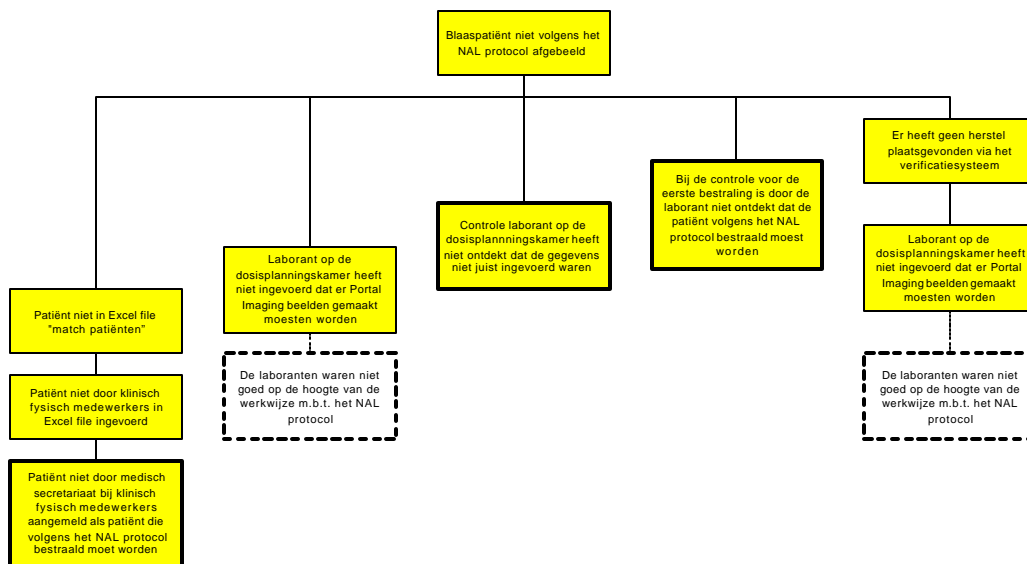 Blaaspatiënt niet volgens het
NAL protocol afgebeeld
Patiënt niet in Excel file
“match patiënten”
Patiënt niet door klinisch
fysisch medewerkers in
Excel file ingevoerd
Patiënt niet door medisch
secretariaat bij klinisch
fysisch medewerkers
aangemeld als patiënt die
volgens het NAL protocol
bestraald moet worden
Laborant op de
dosisplanningskamer heeft
niet ingevoerd dat er Portal
Imaging beelden gemaakt
moesten worden
De laboranten waren niet
goed op de hoogte van de
werkwijze m.b.t. het NAL
protocol
Controle laborant op de
dosisplannningskamer heeft
niet ontdekt dat de gegevens
niet juist ingevoerd waren
Bij de controle voor de
eerste bestraling is door de
laborant niet ontdekt dat de
patiënt volgens het NAL
protocol bestraald moest
worden
Er heeft geen herstel
plaatsgevonden via het
verificatiesysteem
Laborant op de
dosisplanningskamer heeft
niet ingevoerd dat er Portal
Imaging beelden gemaakt
moesten worden
De laboranten waren niet
goed op de hoogte van de
werkwijze m.b.t. het NAL
protocol